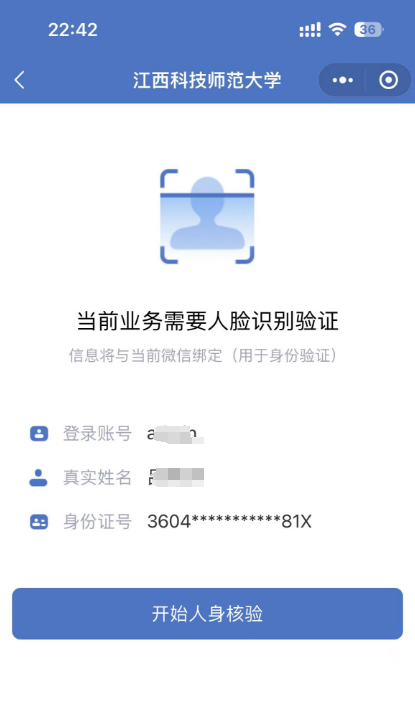 22:42
36
江西科技师范大学
当前业务需要人脸识别验证
信息将与当前微信绑定（用于身份验证）
登录账号
真实姓名
身份证号 3604***********81X
开始人身核验